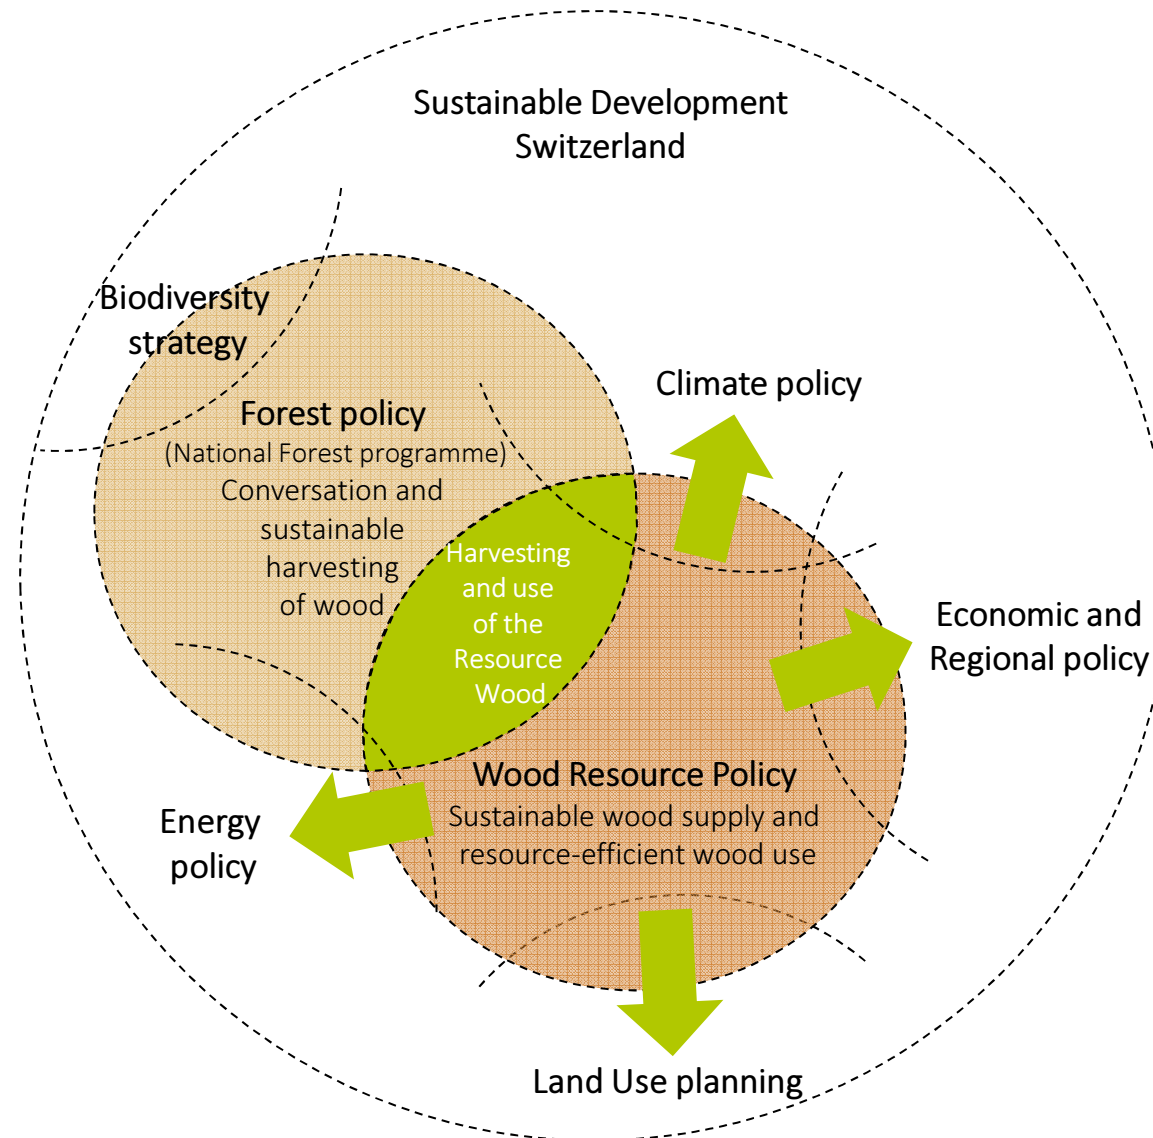 Sustainable Development
Switzerland
Biodiversity
strategy
Climate policy
Forest policy
(National Forest programme)
Conversation and
sustainable
harvesting
of wood
Harvesting
and use
of the
Resource
Wood
Economic and
Regional policy
Wood Resource Policy
Sustainable wood supply and
resource-efficient wood use
Energy
policy
Land Use planning